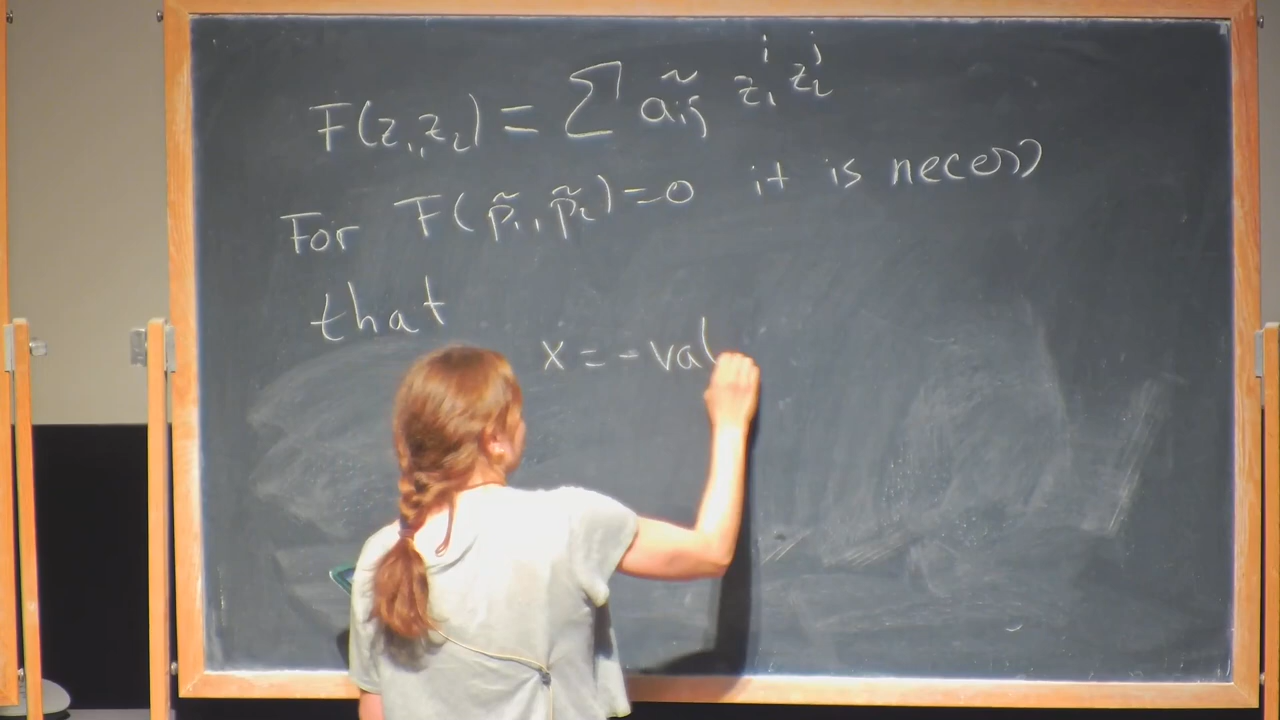 F(z₁,z₂) = ∑ ãᵢⱼ z₁ⁱ z₂ʲ
For F(p̃₁,p̃₂)=0 it is necess
that
x = - val